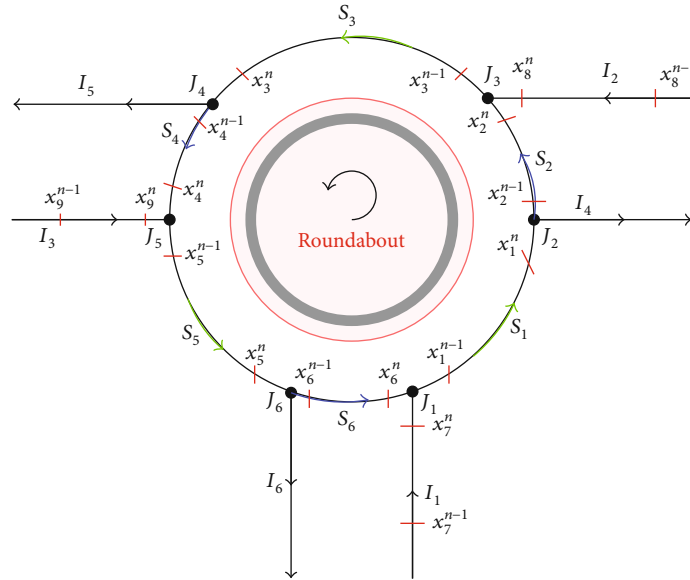 S_3
I_5
J_4
x_3^n
x_3^{n-1}
J_3
x_8^n
I_2
x_8^{n-
S_4
x_4^{n-1}
x_2^n
S_2
x_9^{n-1}
x_9^n
x_4^n
x_2^{n-1}
I_4
I_3
J_5
x_5^{n-1}
Roundabout
x_1^n
J_2
S_5
S_1
x_5^n
x_6^{n-1}
x_6^n
x_1^{n-1}
J_6
S_6
J_1
x_7^n
I_6
I_1
x_7^{n-1}